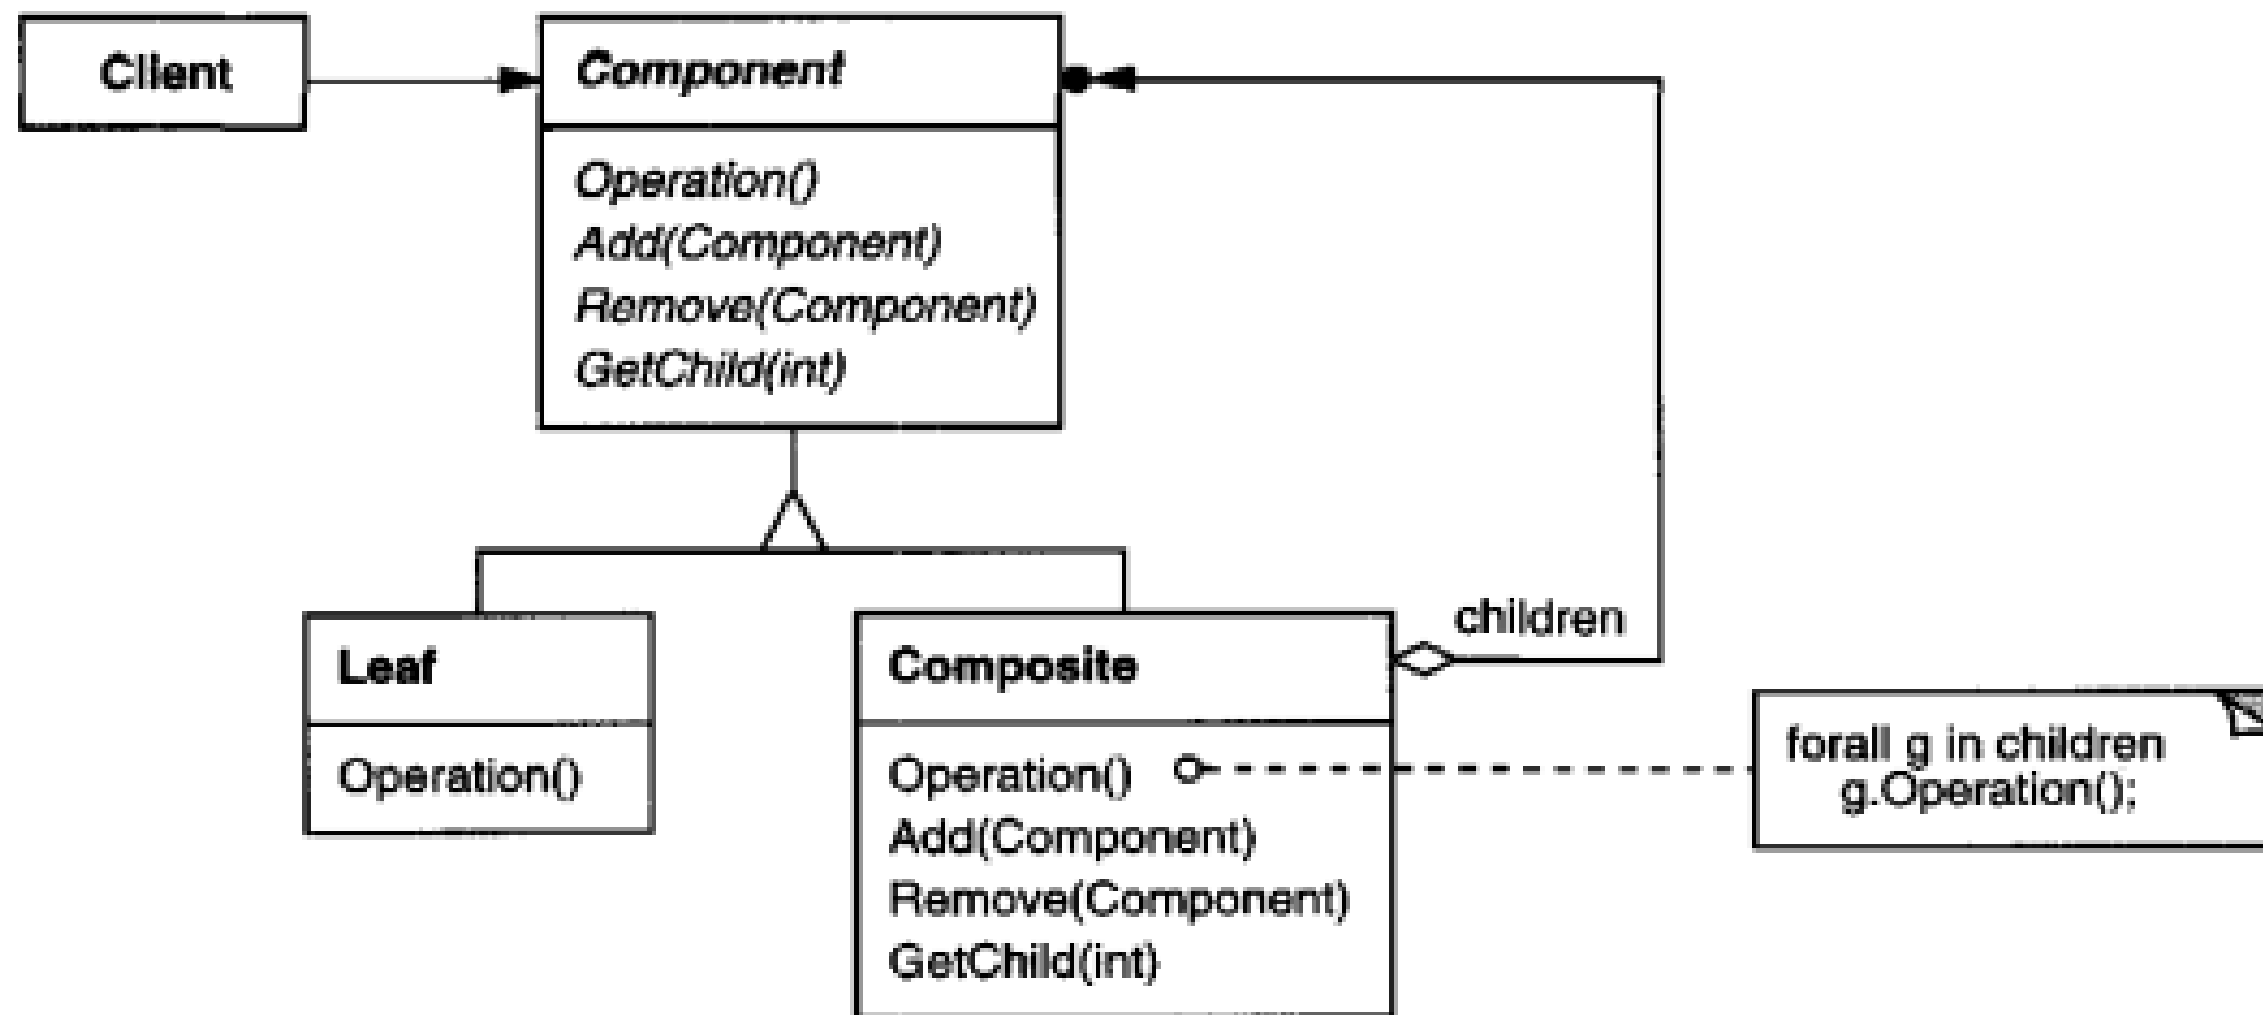 Client
Component
Operation()
Add(Component)
Remove(Component)
GetChild(int)
Leaf
Operation()
Composite
Operation()
Add(Component)
Remove(Component)
GetChild(int)
children
forall g in children
g.Operation();